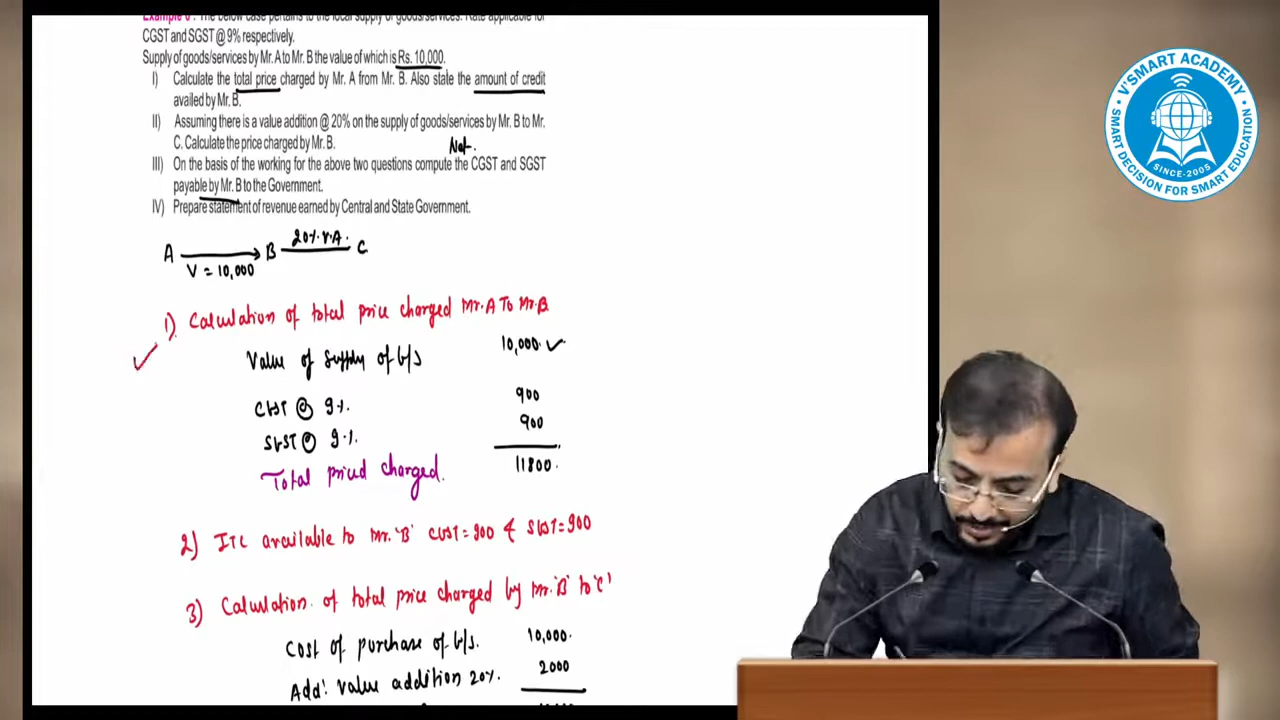 Example 6 : The below case pertains to the local supply of goods/services. Rate applicable for
CGST and SGST @ 9% respectively.
Supply of goods/services by Mr. A to Mr. B the value of which is Rs. 10,000.
I) Calculate the total price charged by Mr. A from Mr. B. Also state the amount of credit
availed by Mr. B.
II) Assuming there is a value addition @ 20% on the supply of goods/services by Mr. B to Mr.
C. Calculate the price charged by Mr. B.
Net.
III) On the basis of the working for the above two questions compute the CGST and SGST
payable by Mr. B to the Government.
IV) Prepare statement of revenue earned by Central and State Government.
A B 20% V.A. C
V = 10,000
1) Calculation of total price charged Mr. A To Mr. B
Value of Supply of G/S 10,000.
CGST @ 9%. 900
SGST @ 9%. 900
Total priced charged. 11800.
2) ITC available to Mr. 'B' CGST = 900 & SGST = 900
3) Calculation of total price charged by Mr. 'B' to 'C'
Cost of purchase of G/S. 10,000.
Add: Value addition 20%. 2000
V'SMART ACADEMY
SINCE-2005
SMART DECISION FOR SMART EDUCATION